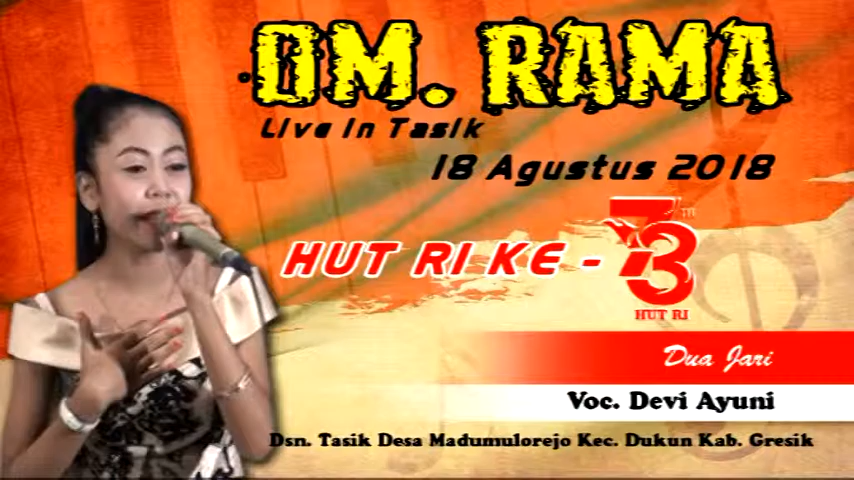 OM. RAMA
Live In Tasik
18 Agustus 2018
HUT RI KE - 73 TH
HUT RI
Dua Jari
Voc. Devi Ayuni
Dsn. Tasik Desa Madumulorejo Kec. Dukun Kab. Gresik